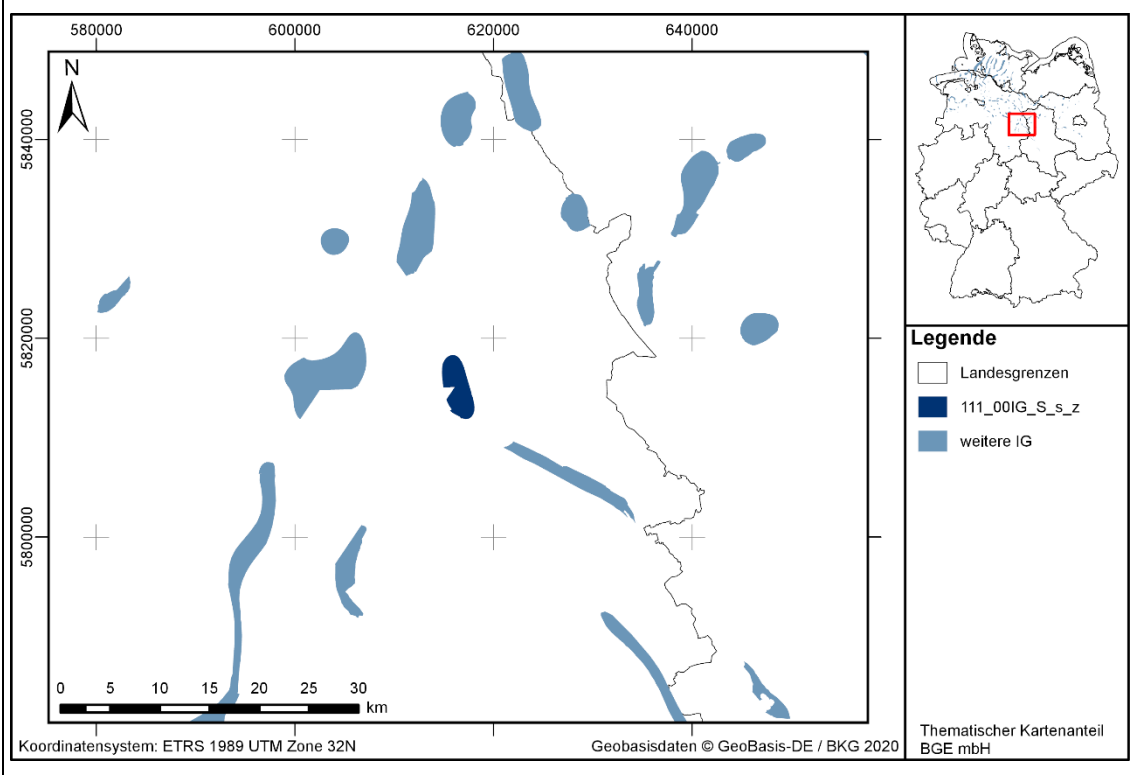 580000
600000
620000
640000
N
840000
5820000
5800000
0
5
10
15
20
25
30
km
Koordinatensystem: ETRS 1989 UTM Zone 32N
Geobasisdaten © GeoBasis-DE / BKG 2020
Legende
Landesgrenzen
111_00IG_S_s_z
weitere IG
Thematischer Kartenanteil
BGE mbH